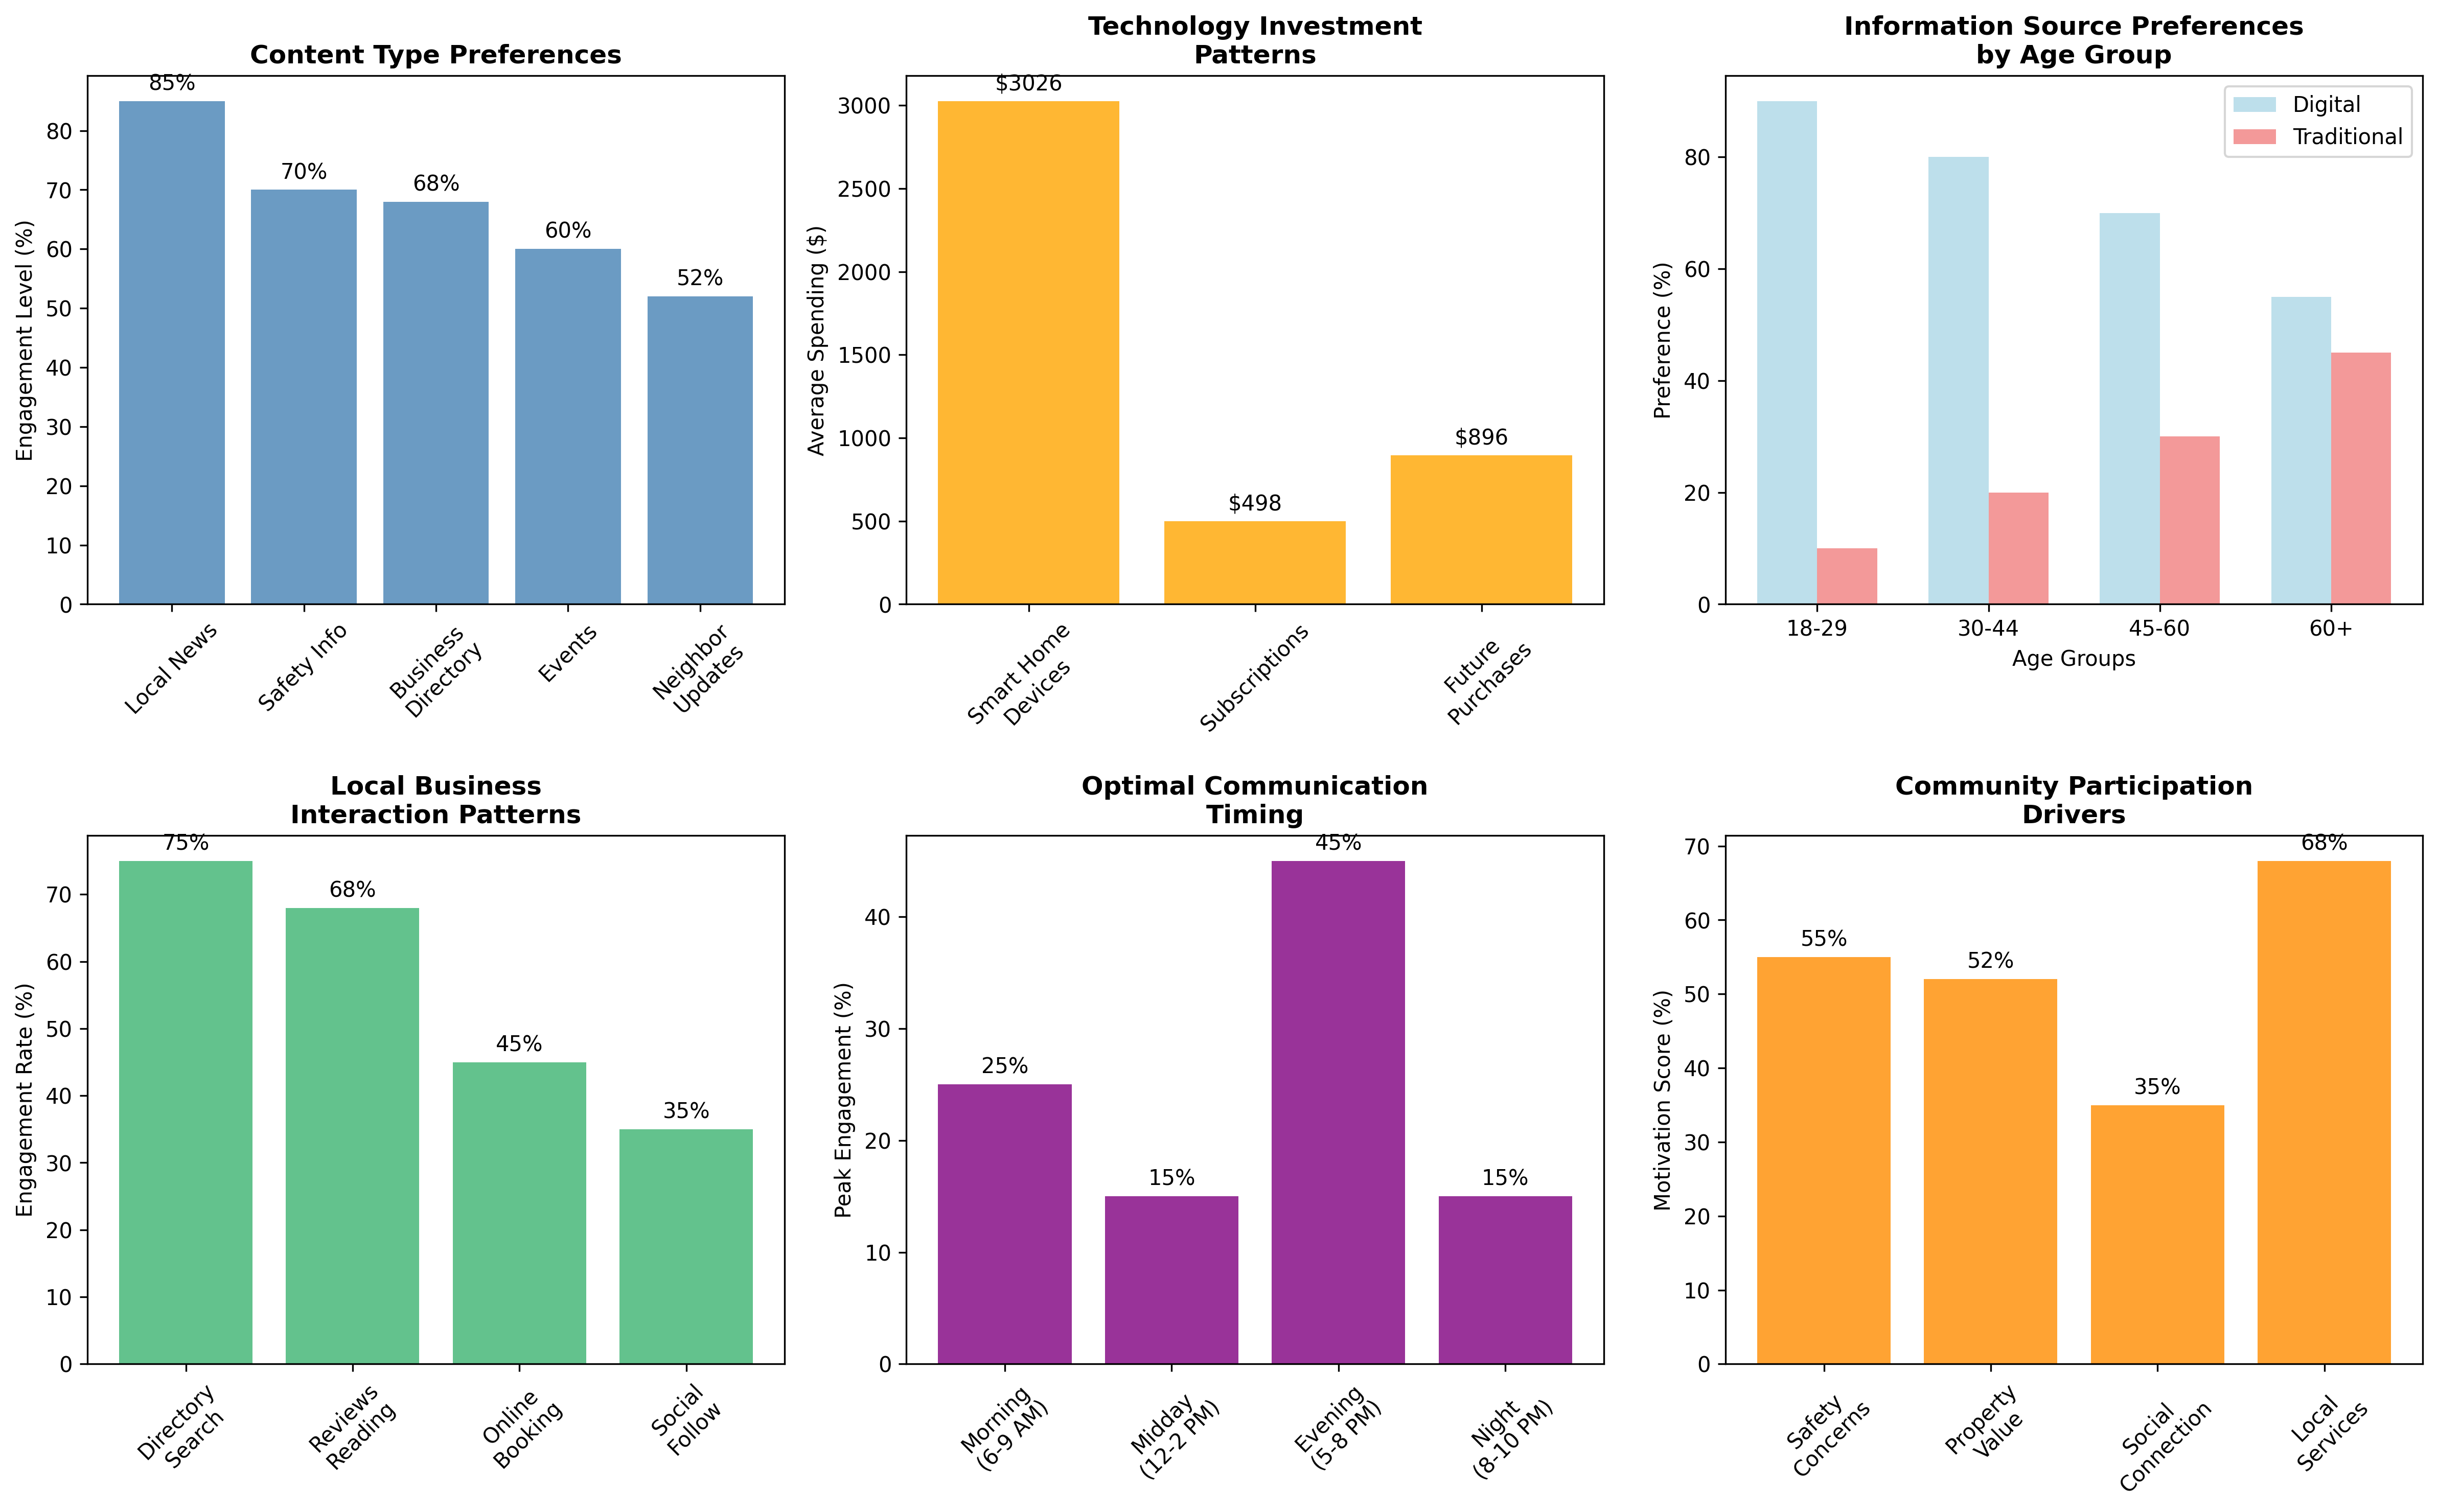 Content Type Preferences
Engagement Level (%)
80
70
60
50
40
30
20
10
0
85%
70%
68%
60%
52%
Local News
Safety Info
Business
Directory
Events
Neighbor
Updates
Technology Investment
Patterns
Average Spending ($)
3000
2500
2000
1500
1000
500
0
$3026
$498
$896
Smart Home
Devices
Subscriptions
Future
Purchases
Information Source Preferences
by Age Group
Preference (%)
80
60
40
20
0
Digital
Traditional
18-29
30-44
45-60
60+
Age Groups
Local Business
Interaction Patterns
Engagement Rate (%)
70
60
50
40
30
20
10
0
75%
68%
45%
35%
Directory
Search
Reviews
Reading
Online
Booking
Social
Follow
Optimal Communication
Timing
Peak Engagement (%)
40
30
20
10
0
25%
15%
45%
15%
Morning
(6-9 AM)
Midday
(12-2 PM)
Evening
(5-8 PM)
Night
(8-10 PM)
Community Participation
Drivers
Motivation Score (%)
70
60
50
40
30
20
10
0
55%
52%
35%
68%
Safety
Concerns
Property
Value
Social
Connection
Local
Services